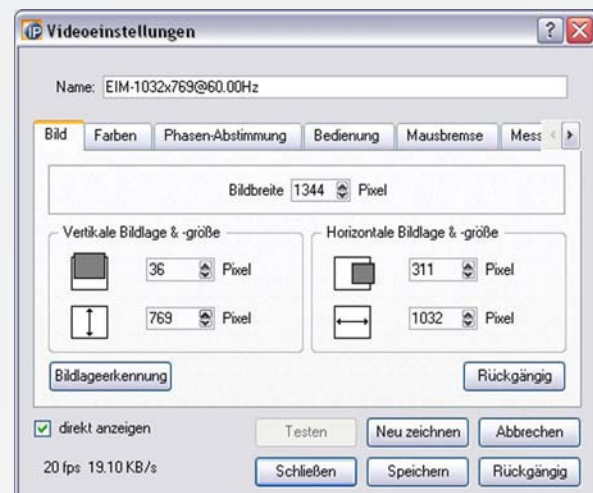 Videoeinstellungen
Name: EIM-1032x769@60.00Hz
Bild Farben Phasen-Abstimmung Bedienung Mausbremse Mess
Bildbreite 1344 Pixel
Vertikale Bildlage & -größe Horizontale Bildlage & -größe
36 Pixel 311 Pixel
769 Pixel 1032 Pixel
Bildlageerkennung Rückgängig
direkt anzeigen Testen Neu zeichnen Abbrechen
20 fps 19.10 KB/s Schließen Speichern Rückgängig